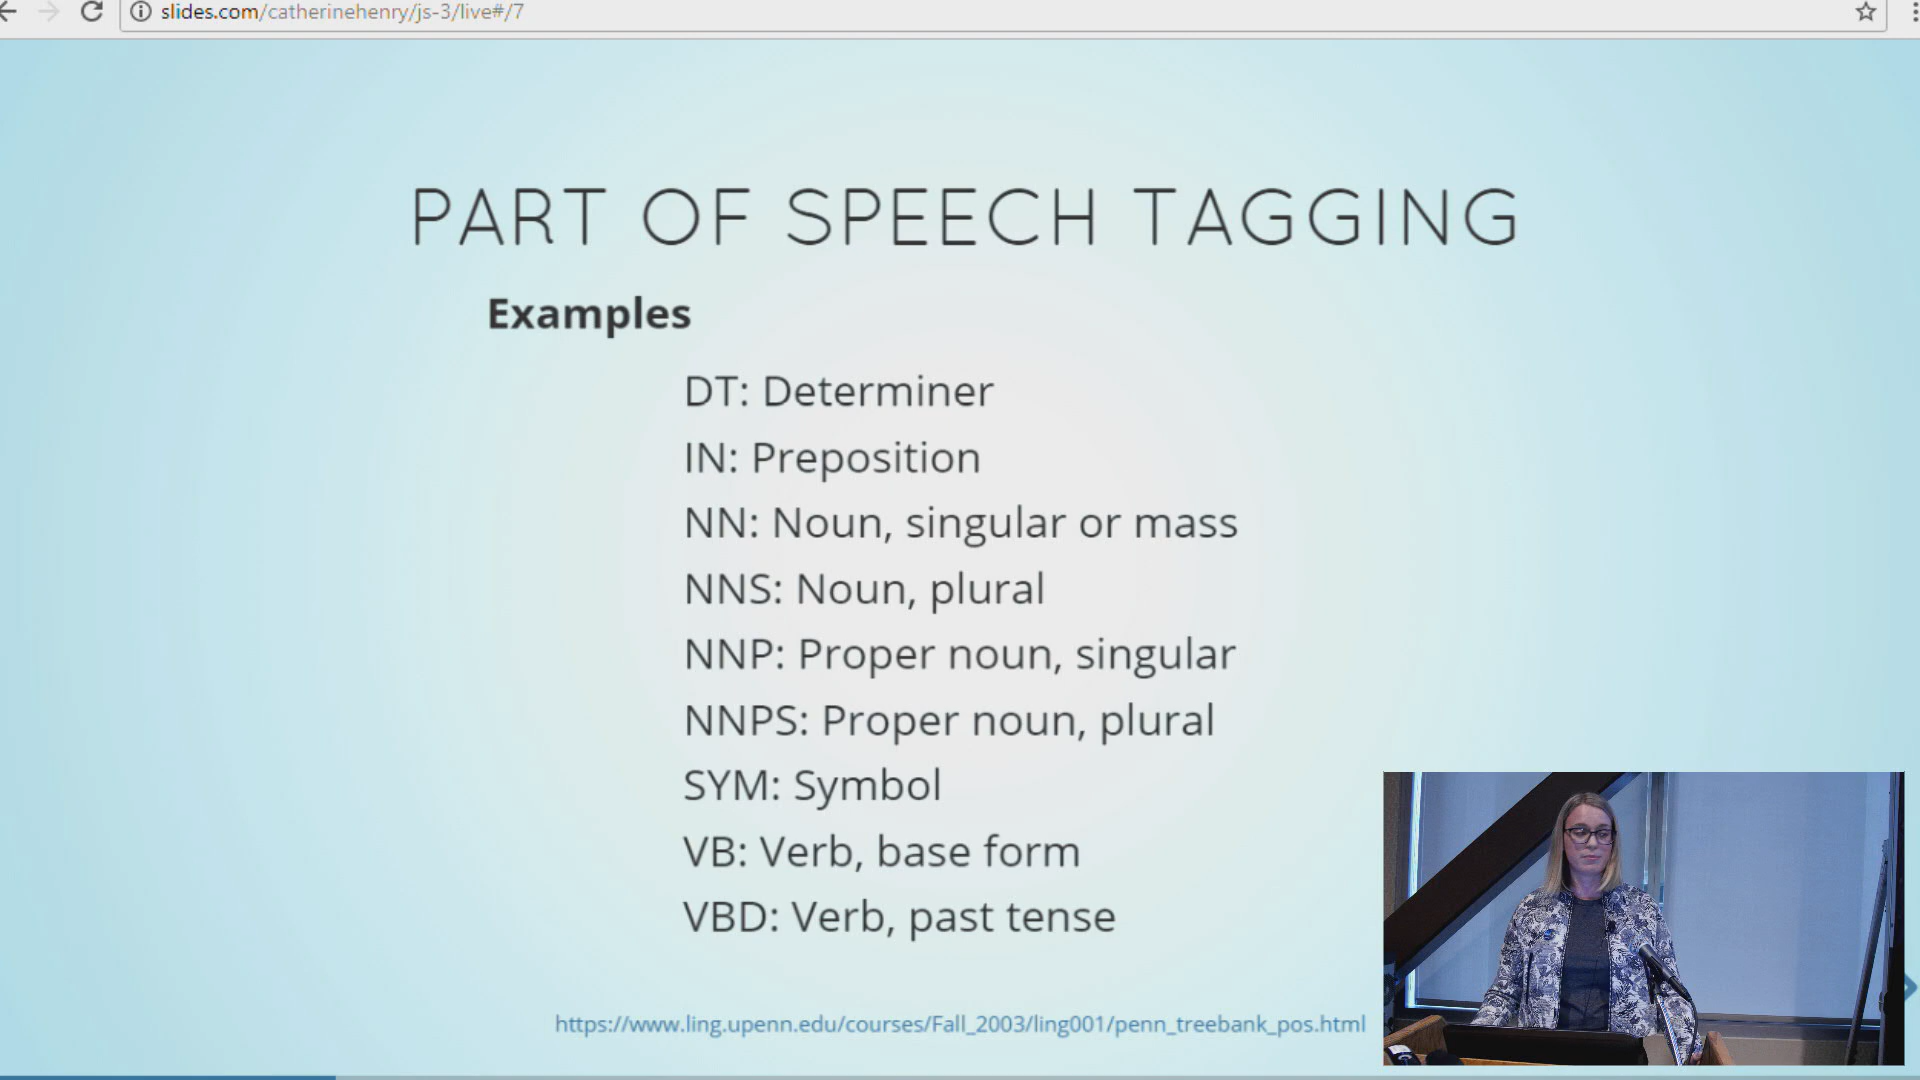 slides.com/catherinehenry/js-3/live#/7
PART OF SPEECH TAGGING
Examples
DT: Determiner
IN: Preposition
NN: Noun, singular or mass
NNS: Noun, plural
NNP: Proper noun, singular
NNPS: Proper noun, plural
SYM: Symbol
VB: Verb, base form
VBD: Verb, past tense
https://www.ling.upenn.edu/courses/Fall_2003/ling001/penn_treebank_pos.html